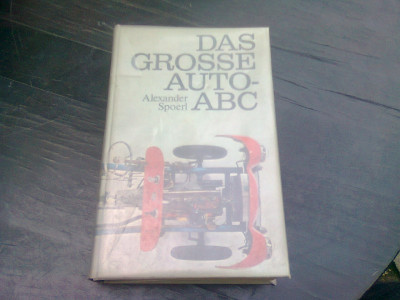 DAS
GROSSE
AUTO-
ABC
Alexander
Spoerl